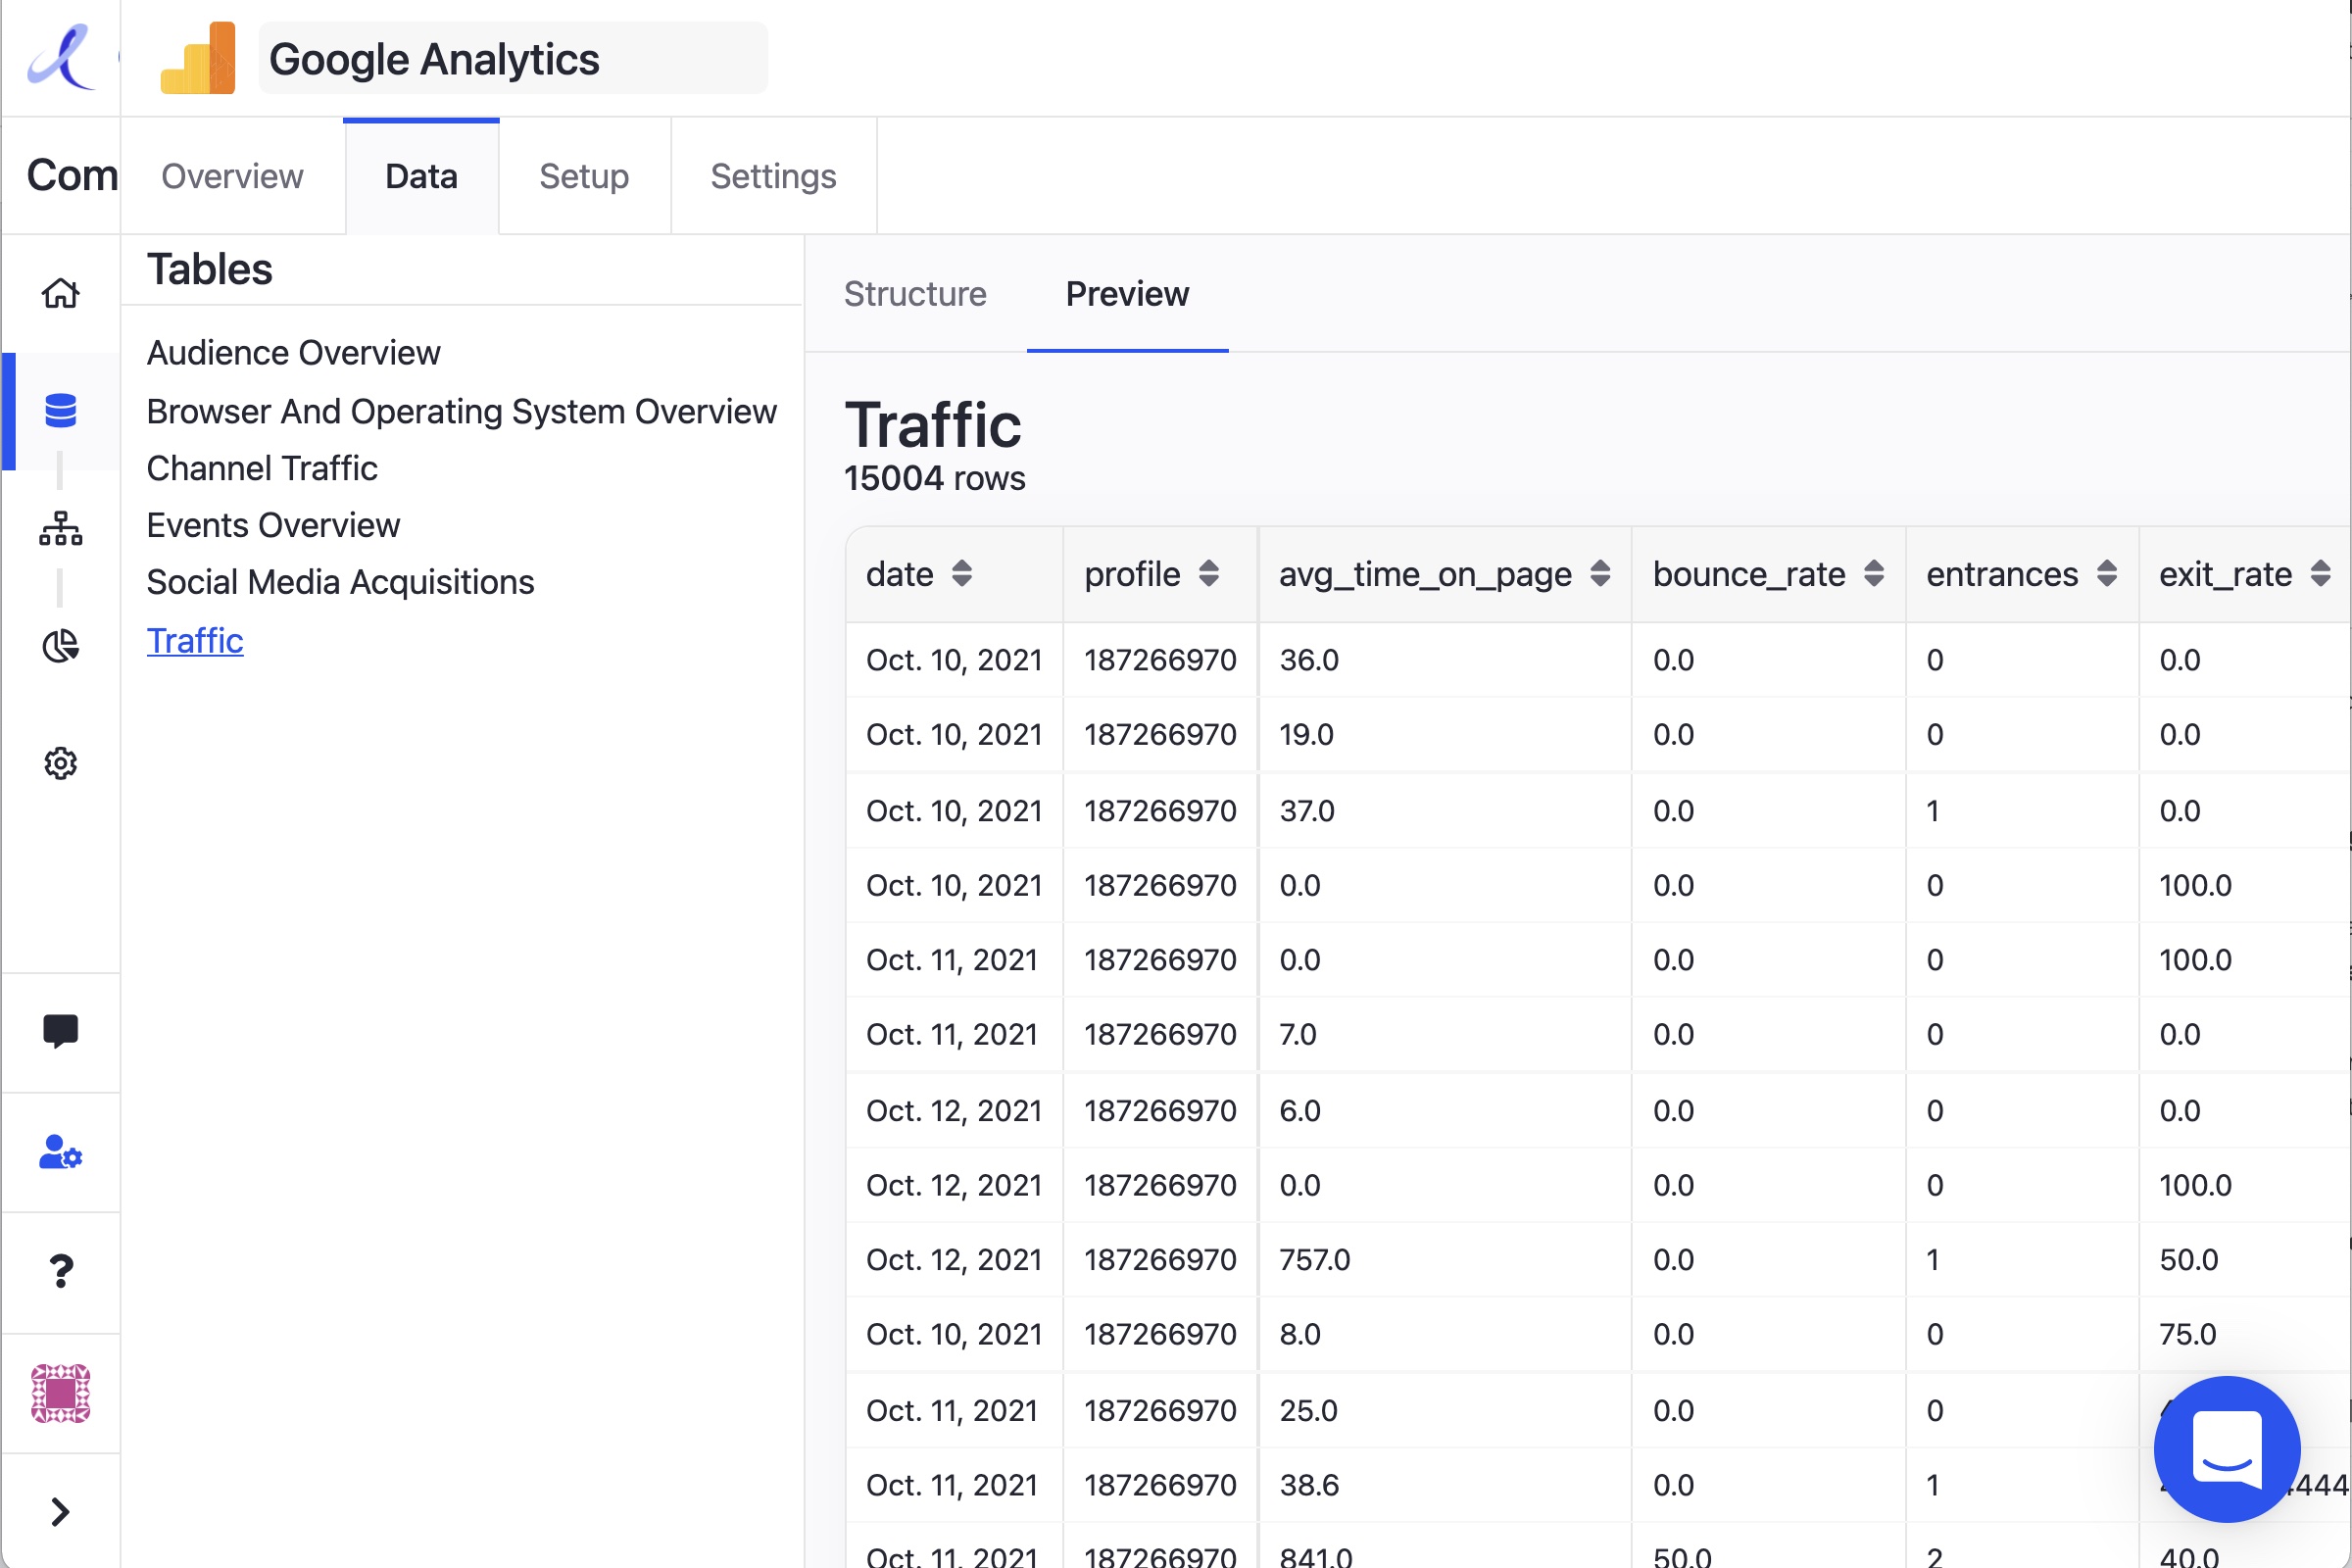 Google Analytics
Com
Overview Data Setup Settings
Tables
Audience Overview
Browser And Operating System Overview
Channel Traffic
Events Overview
Social Media Acquisitions
Traffic
Structure Preview
Traffic
15004 rows
date profile avg_time_on_page bounce_rate entrances exit_rate
Oct. 10, 2021 187266970 36.0 0.0 0 0.0
Oct. 10, 2021 187266970 19.0 0.0 0 0.0
Oct. 10, 2021 187266970 37.0 0.0 1 0.0
Oct. 10, 2021 187266970 0.0 0.0 0 100.0
Oct. 11, 2021 187266970 0.0 0.0 0 100.0
Oct. 11, 2021 187266970 7.0 0.0 0 0.0
Oct. 12, 2021 187266970 6.0 0.0 0 0.0
Oct. 12, 2021 187266970 0.0 0.0 0 100.0
Oct. 12, 2021 187266970 757.0 0.0 1 50.0
Oct. 10, 2021 187266970 8.0 0.0 0 75.0
Oct. 11, 2021 187266970 25.0 0.0 0
Oct. 11, 2021 187266970 38.6 0.0 1
Oct. 11, 2021 187266970 841.0 50.0 2 40.0
?